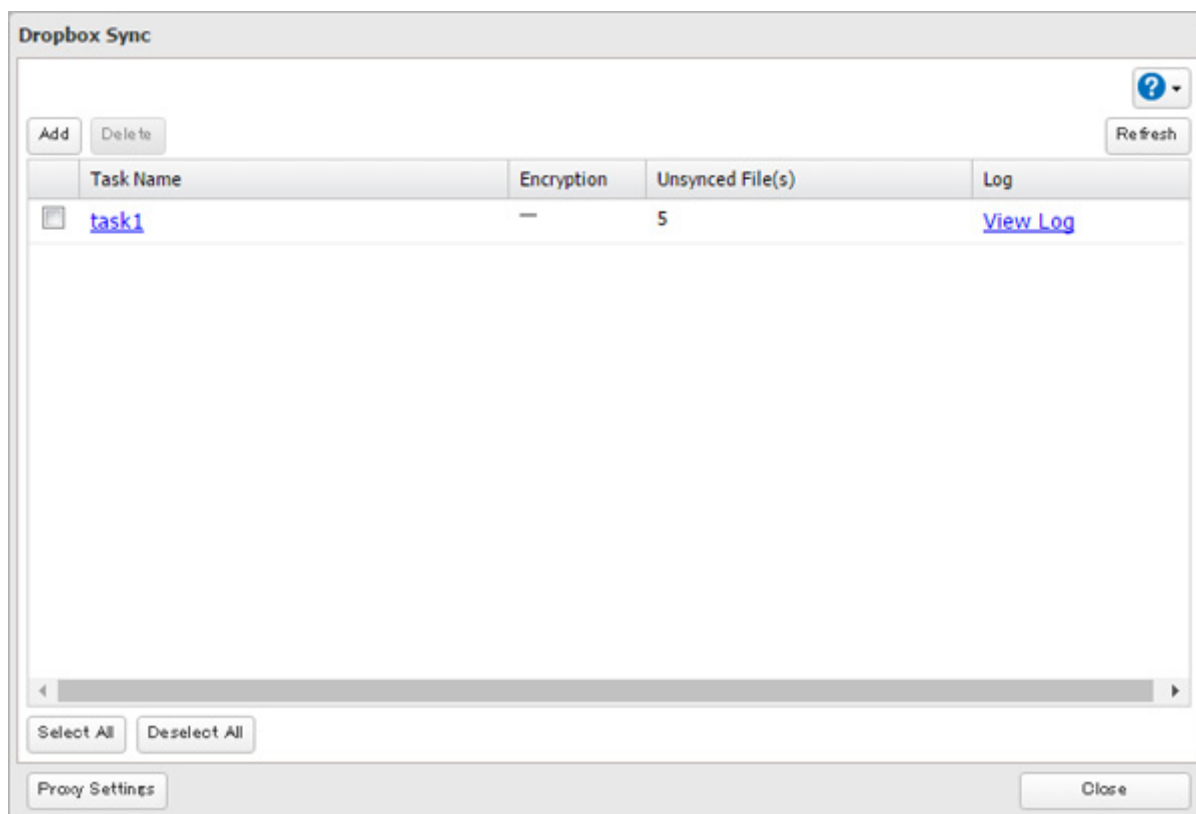 Dropbox Sync
?
Add Delete Refresh
Task Name Encryption Unsynced File(s) Log
task1 — 5 View Log
Select All Deselect All
Proxy Settings Close